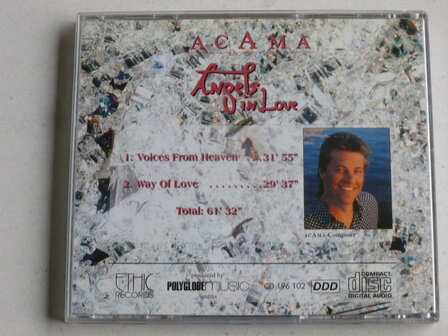 ACAMA
Angels
IN LOVE
1. Voices From Heaven . . . 31' 55"
2. Way Of Love . . . . . . . . . 29' 37"
Total: 61' 32"
ACAMA-Composer
ETHIC
RECORDS
produced by
POLYGLOBE MUSIC
Austria
CD 196 102
DDD
COMPACT
disc
DIGITAL AUDIO